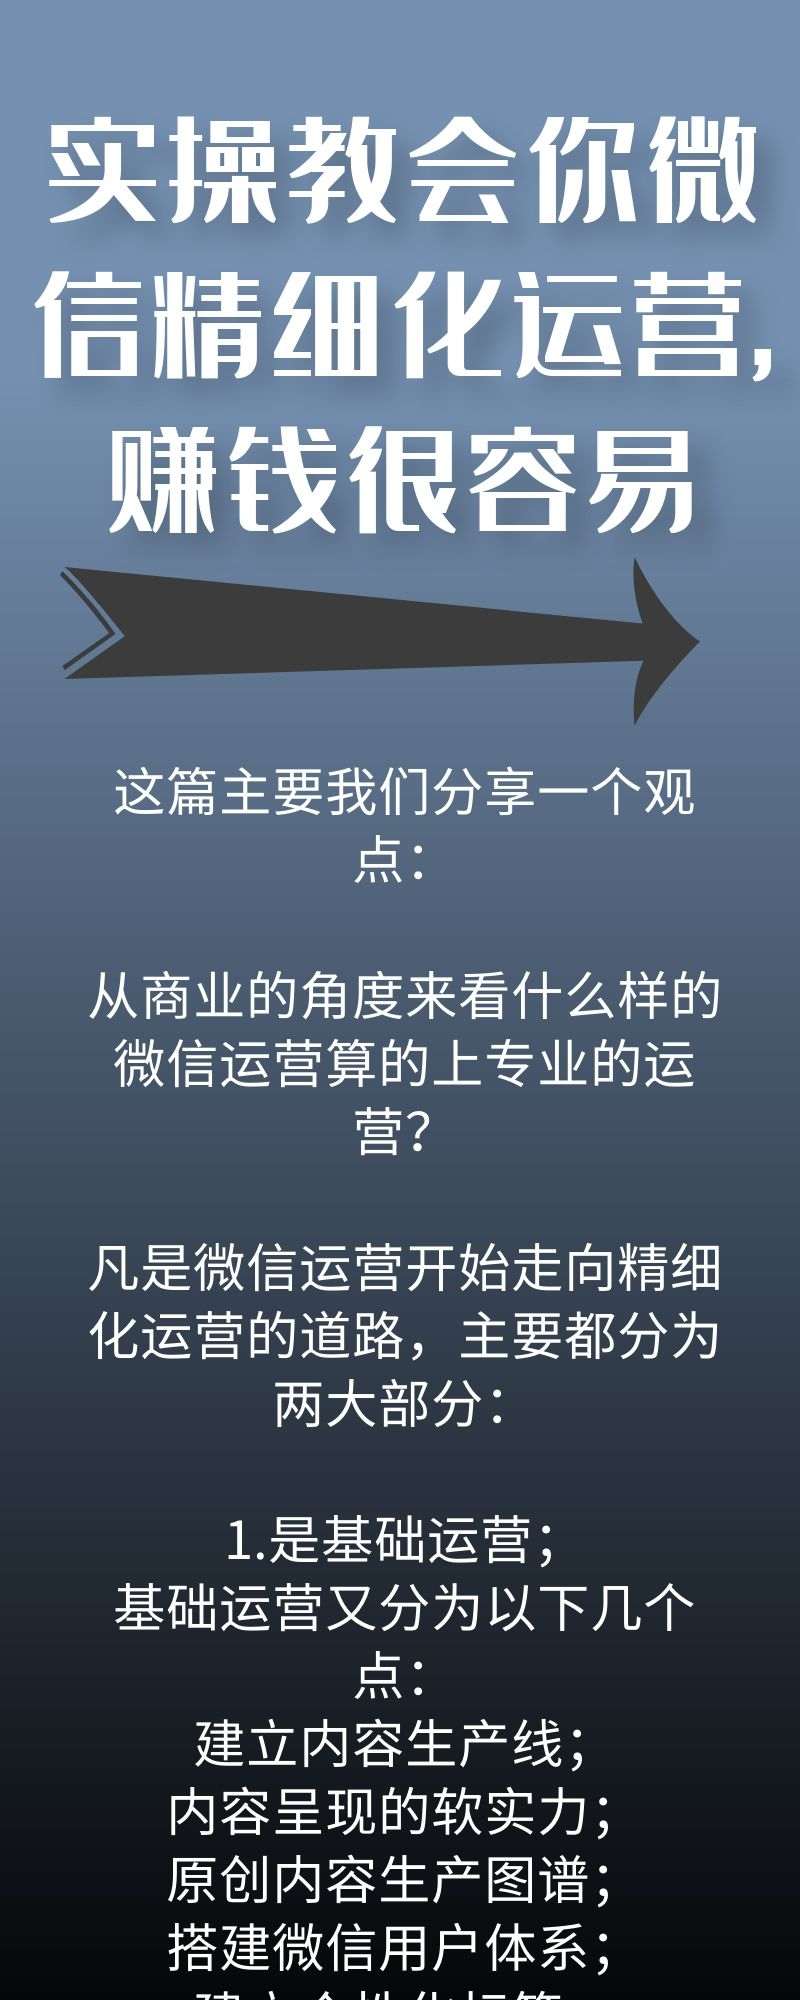 实操教会你微
信精细化运营,
赚钱很容易
这篇主要我们分享一个观
点：
从商业的角度来看什么样的
微信运营算的上专业的运
营？
凡是微信运营开始走向精细
化运营的道路，主要都分为
两大部分：
1.是基础运营；
基础运营又分为以下几个
点：
建立内容生产线；
内容呈现的软实力；
原创内容生产图谱；
搭建微信用户体系；